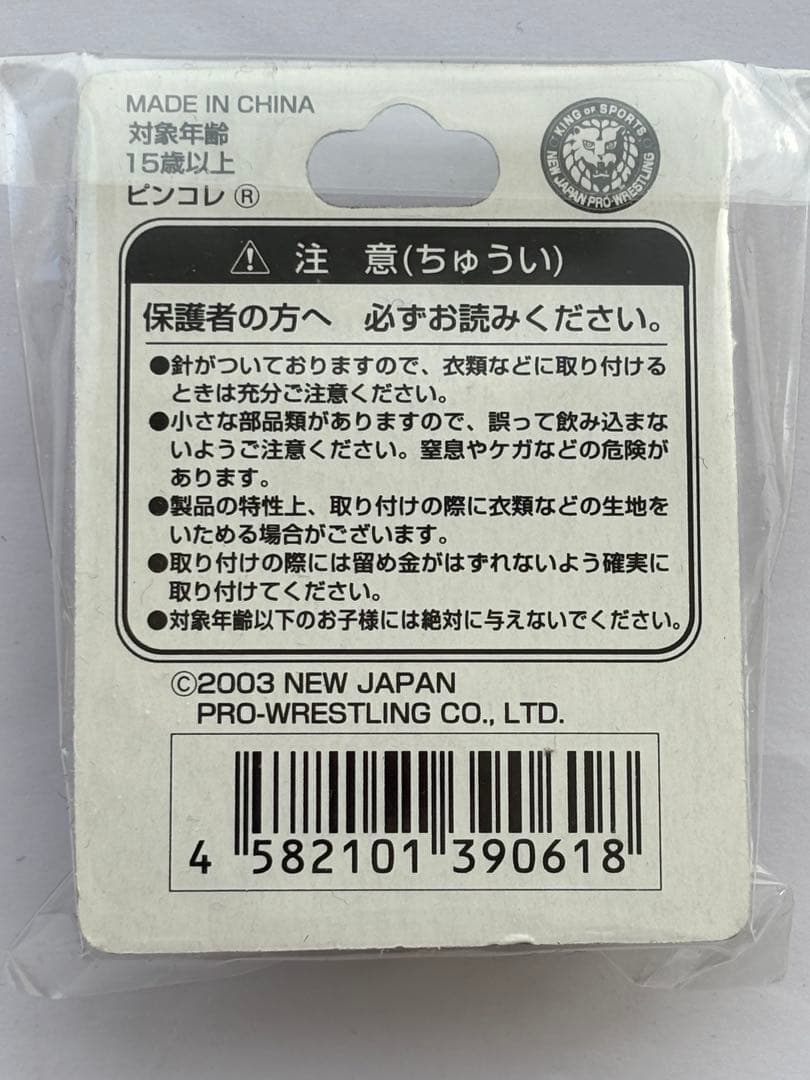 MADE IN CHINA
対象年齢
15歳以上
ピンコレ ®
KING OF SPORTS
NEW JAPAN PRO-WRESTLING
注 意(ちゅうい)
保護者の方へ 必ずお読みください。
●針がついておりますので、衣類などに取り付ける
ときは充分ご注意ください。
●小さな部品類がありますので、誤って飲み込まな
いようご注意ください。窒息やケガなどの危険が
あります。
●製品の特性上、取り付けの際に衣類などの生地を
いためる場合がございます。
●取り付けの際には留め金がはずれないよう確実に
取り付けてください。
●対象年齢以下のお子様には絶対に与えないでください。
©2003 NEW JAPAN
PRO-WRESTLING CO., LTD.
4 582101 390618